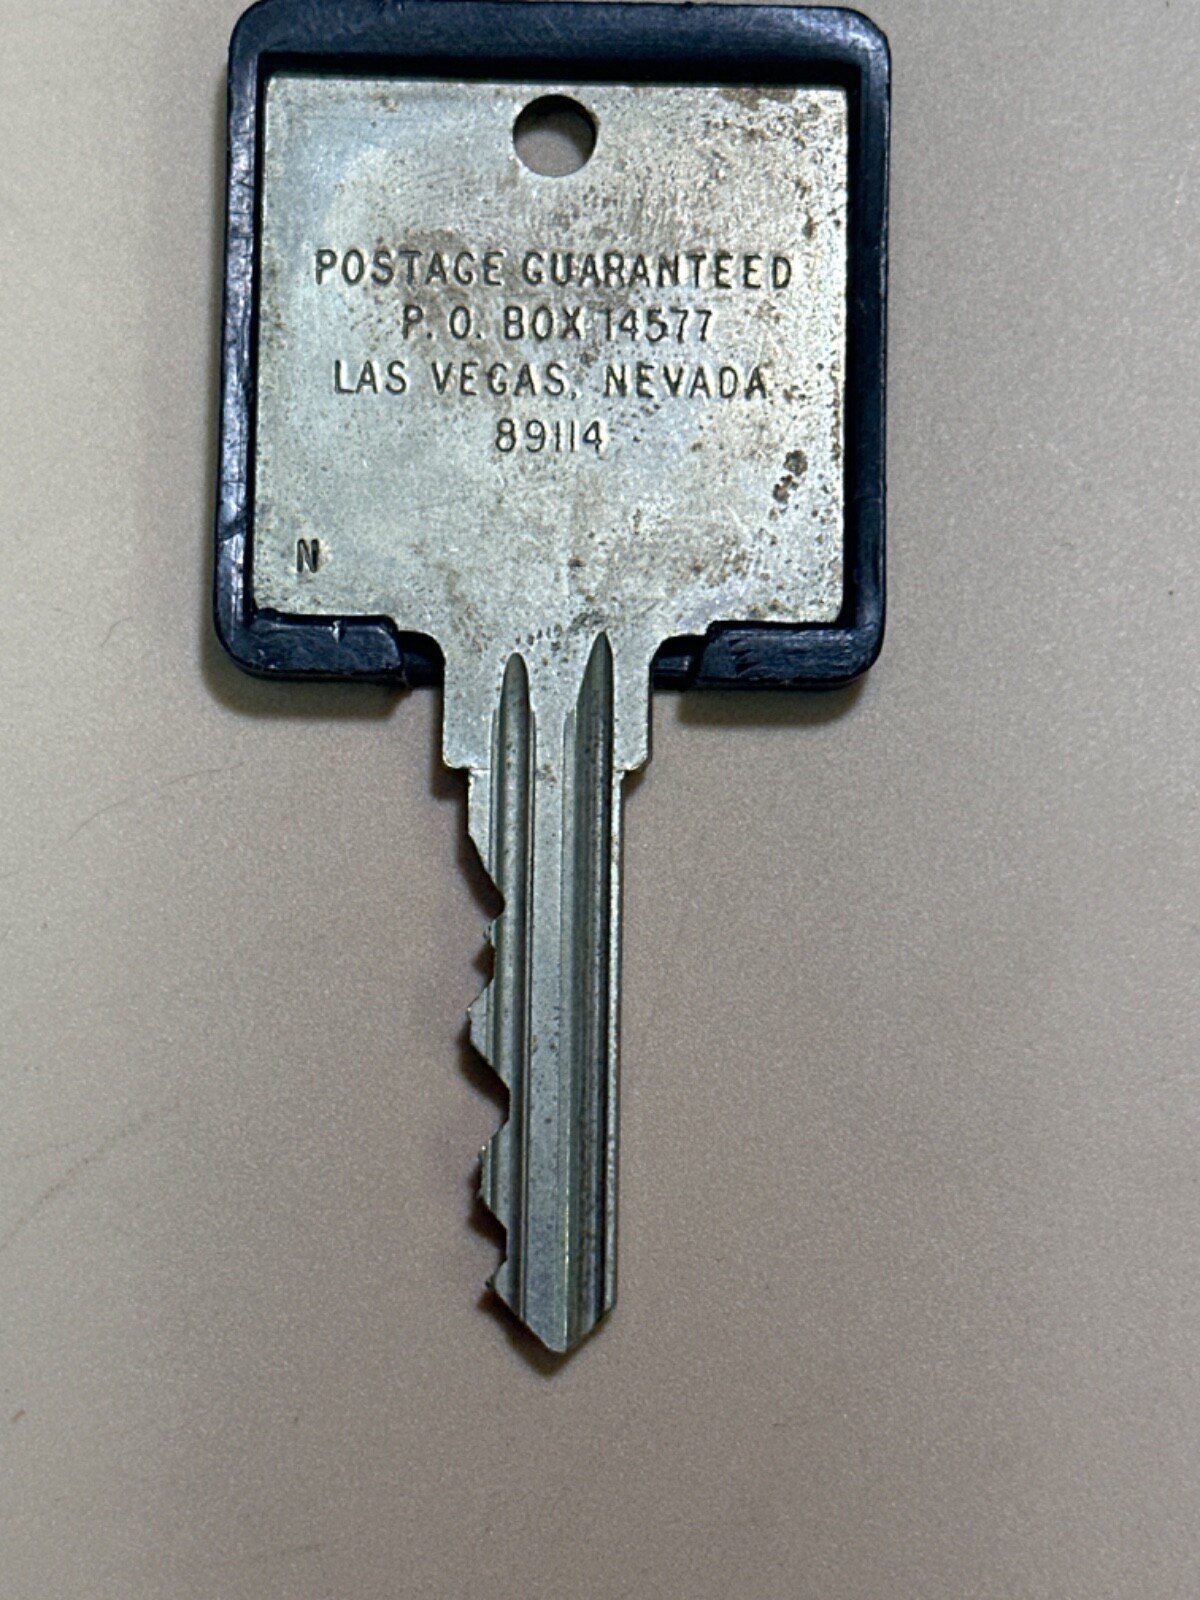 POSTAGE GUARANTEED
P. O. BOX 14577
LAS VEGAS, NEVADA
89114
N